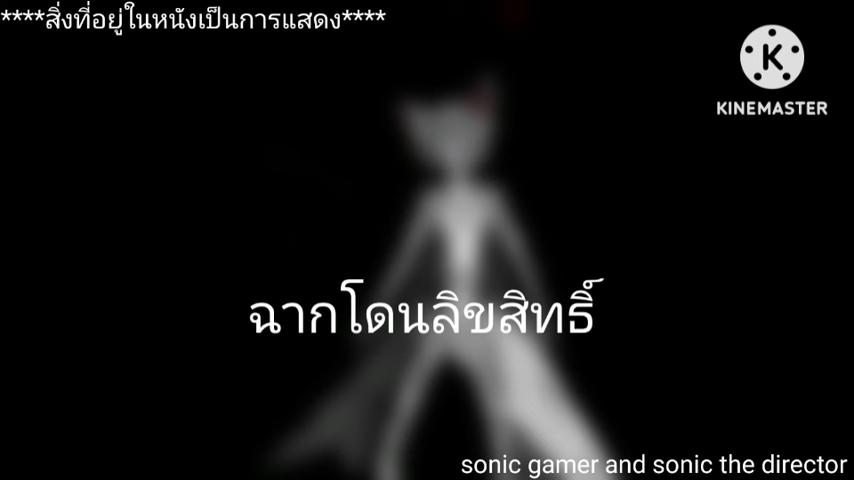 ****สิ่งที่อยู่ในหนังเป็นการแสดง****
KINEMASTER
ฉากโดนลิขสิทธิ์
sonic gamer and sonic the director